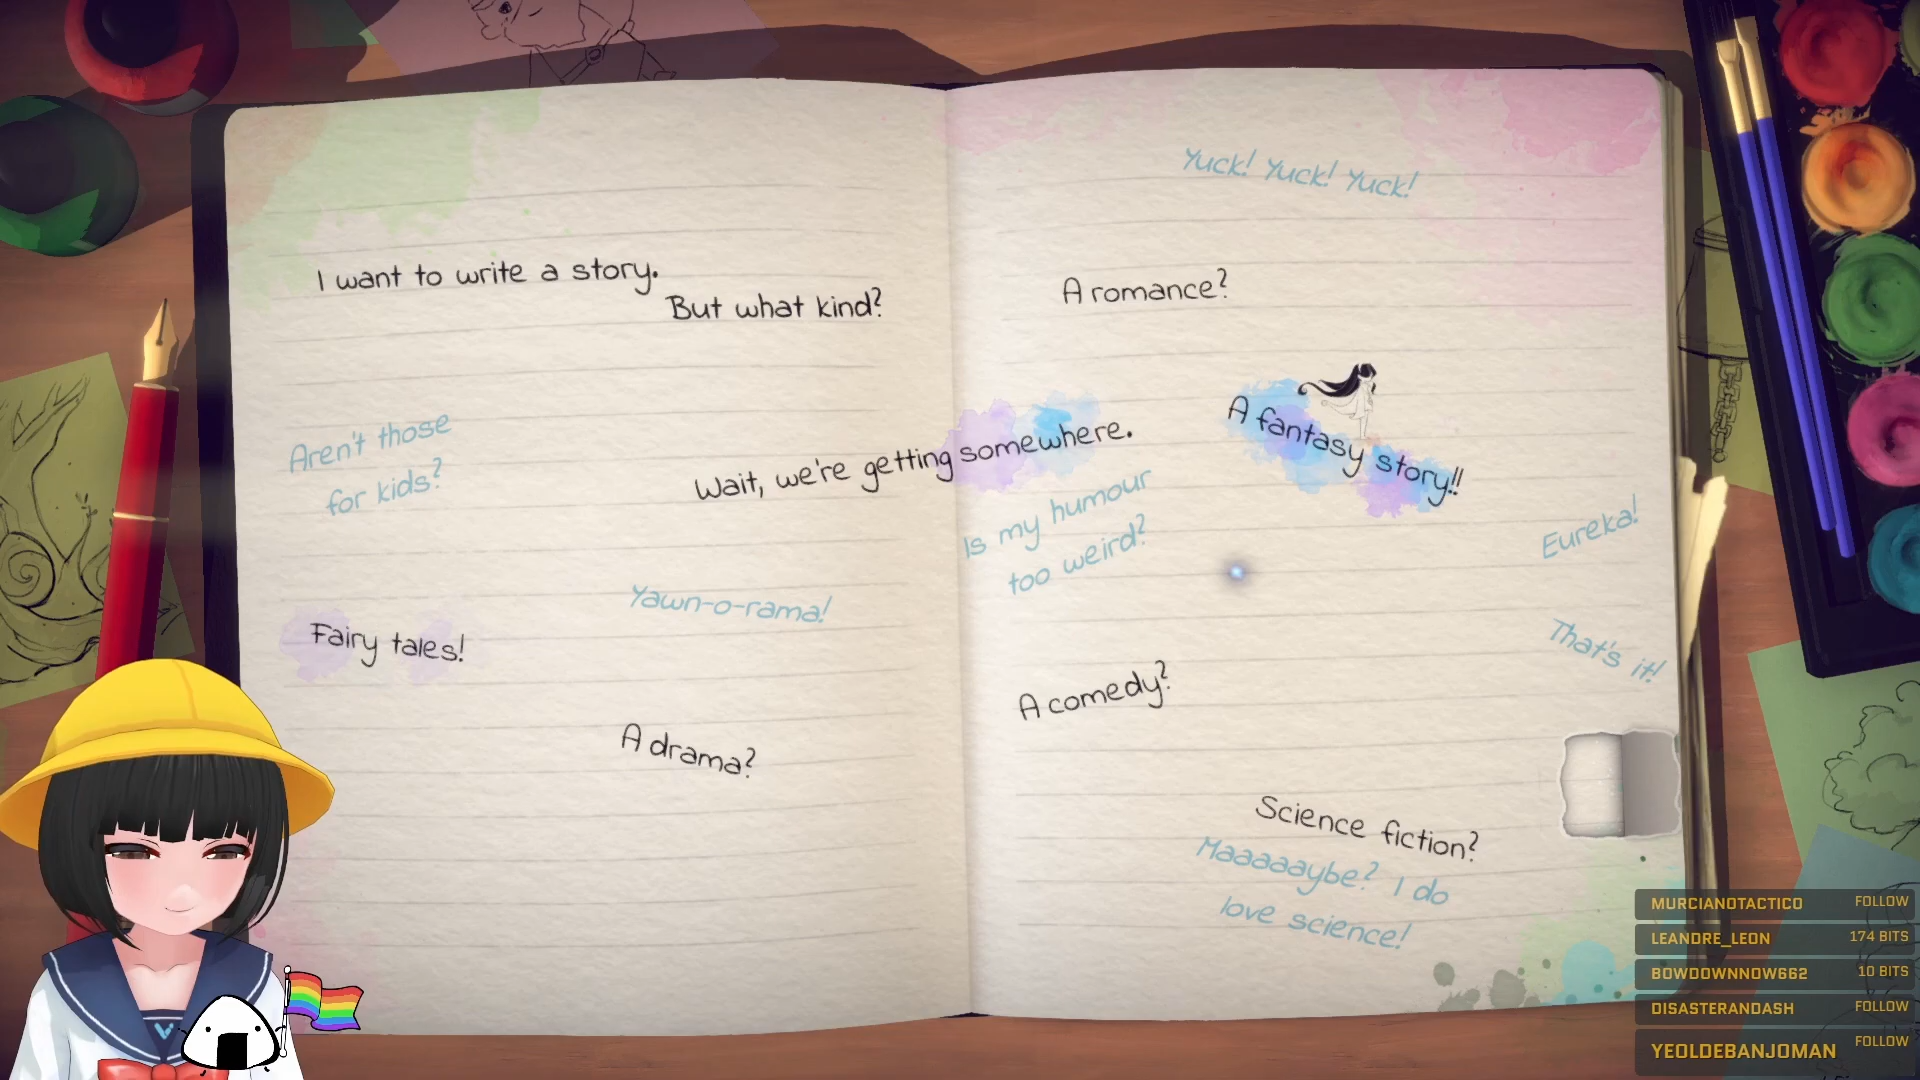 I want to write a story.
But what kind?
Aren't those
for kids?
Fairy tales!
Yawn-o-rama!
A drama?
Wait, we're getting somewhere.
Yuck! Yuck! Yuck!
A romance?
A fantasy story!!
Is my humour
too weird?
A comedy?
Eureka!
That's it!
Science fiction?
Maaaaaybe? I do
love science!
MURCIANOTACTICO FOLLOW
LEANDRE_LEON 174 BITS
BOWDOWNNOW662 10 BITS
DISASTERANDASH FOLLOW
YEOLDEBANJOMAN FOLLOW